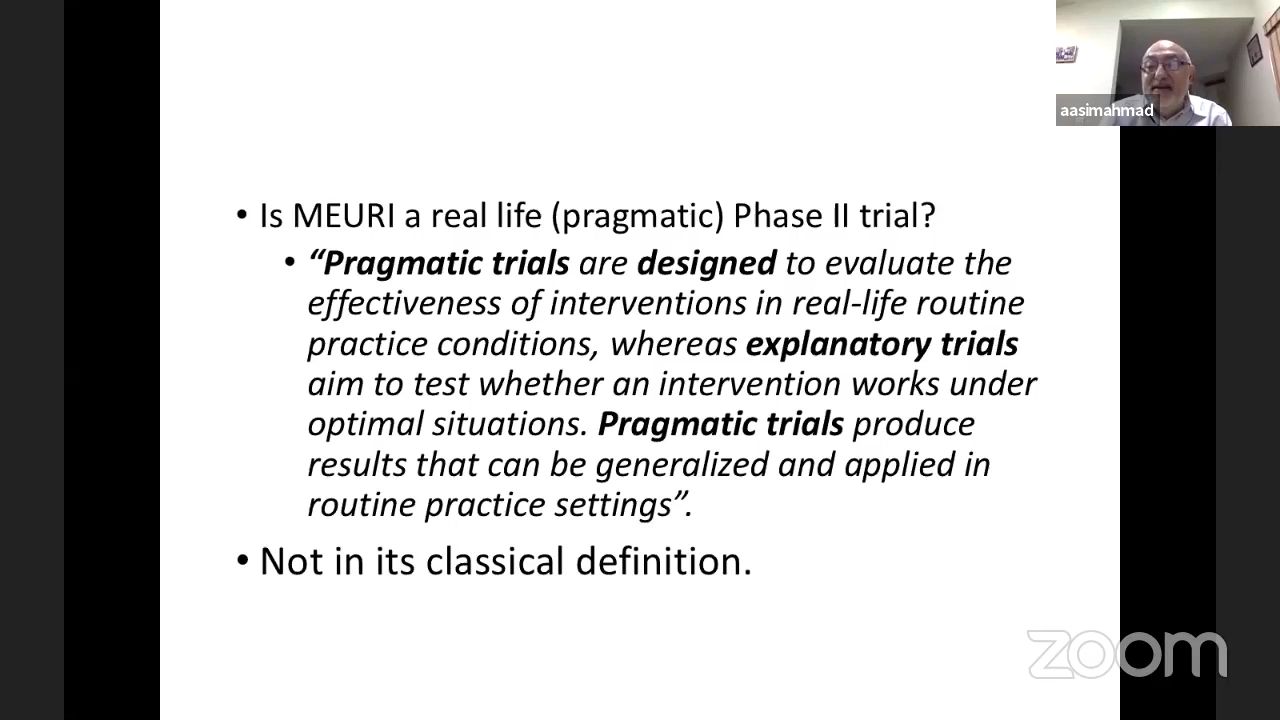 aasimahmad
• Is MEURI a real life (pragmatic) Phase II trial?
• “Pragmatic trials are designed to evaluate the
effectiveness of interventions in real-life routine
practice conditions, whereas explanatory trials
aim to test whether an intervention works under
optimal situations. Pragmatic trials produce
results that can be generalized and applied in
routine practice settings”.
• Not in its classical definition.
zoom